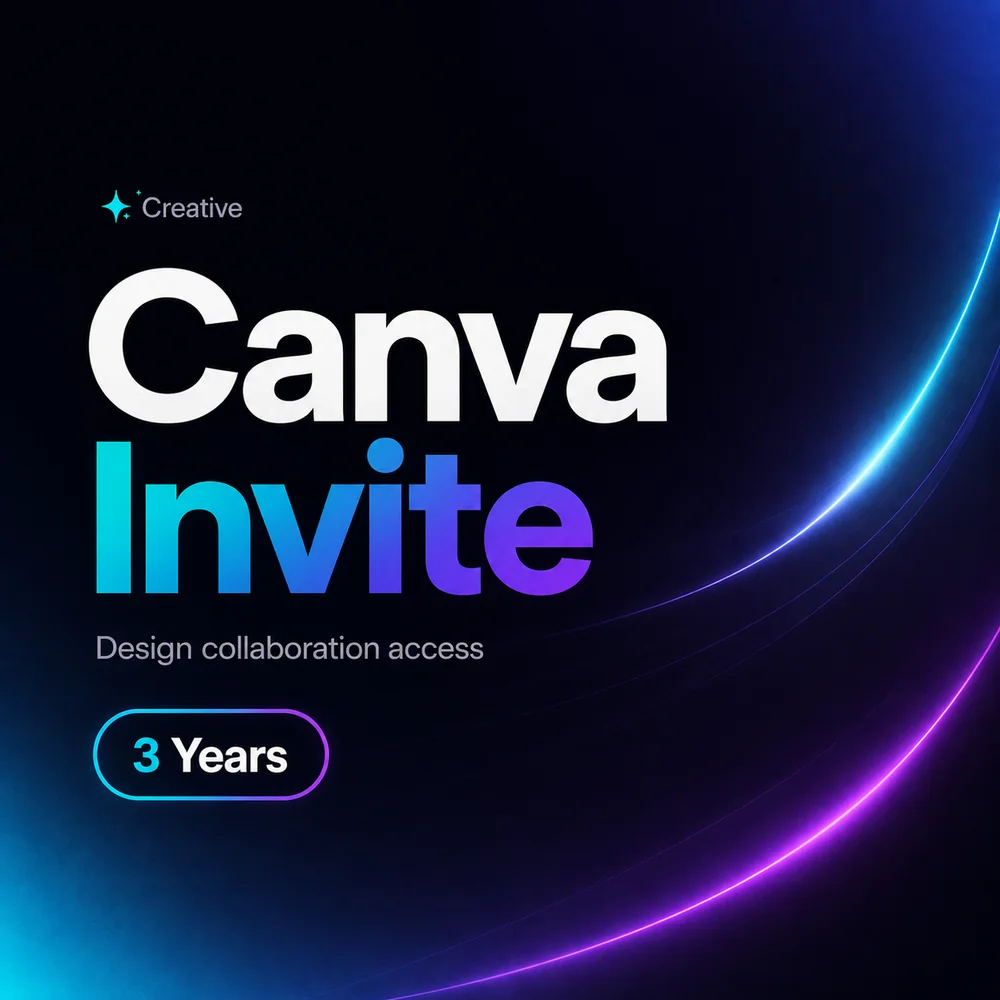 Creative
Canva
Invite
Design collaboration access
3 Years